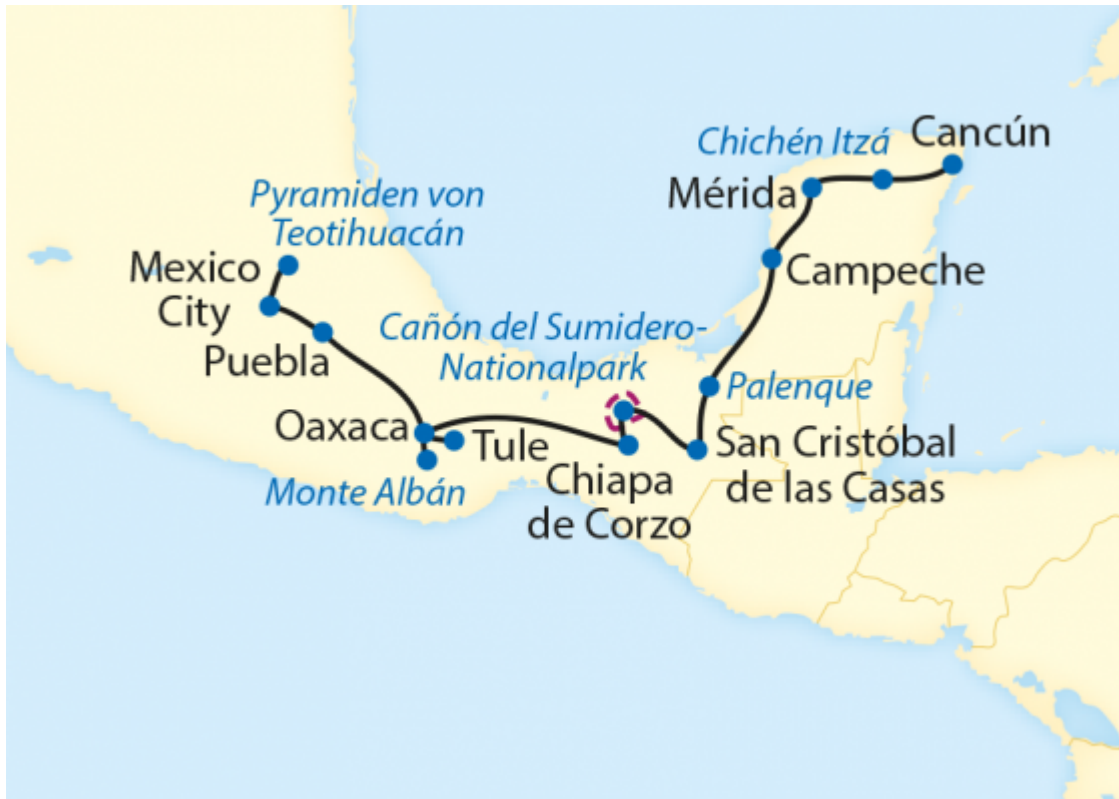 Cancún
Chichén Itzá
Mérida
Pyramiden von
Teotihuacán
Mexico
City
Campeche
Cañón del Sumidero-
Nationalpark
Puebla
Palenque
Oaxaca
Tule
San Cristóbal
de las Casas
Monte Albán
Chiapa
de Corzo